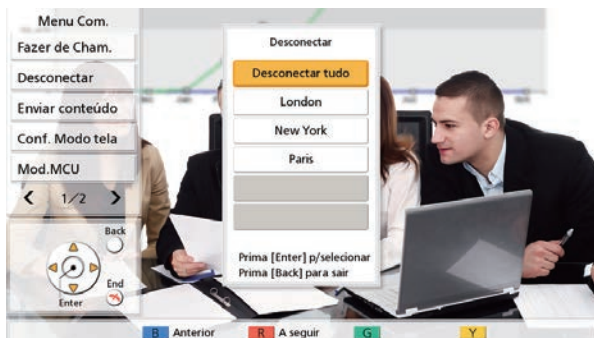 Menu Com.
Fazer de Cham.
Desconectar
Enviar conteúdo
Conf. Modo tela
Mod.MCU
1/2
Back
End
Enter
Desconectar
Desconectar tudo
London
New York
Paris
Prima [Enter] p/selecionar
Prima [Back] para sair
B Anterior
R A seguir
G
Y